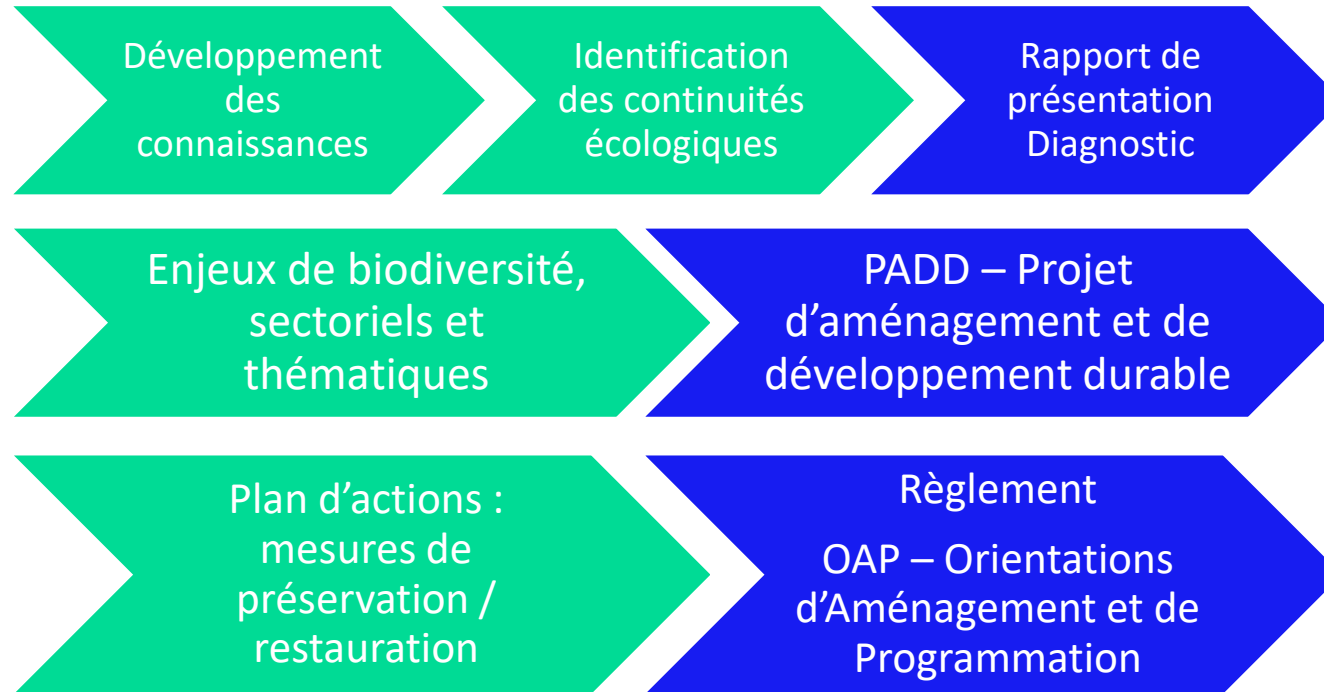 Développement
des
connaissances
Identification
des continuités
écologiques
Rapport de
présentation
Diagnostic
Enjeux de biodiversité,
sectoriels et
thématiques
PADD – Projet
d’aménagement et de
développement durable
Plan d’actions :
mesures de
préservation /
restauration
Règlement
OAP – Orientations
d’Aménagement et de
Programmation